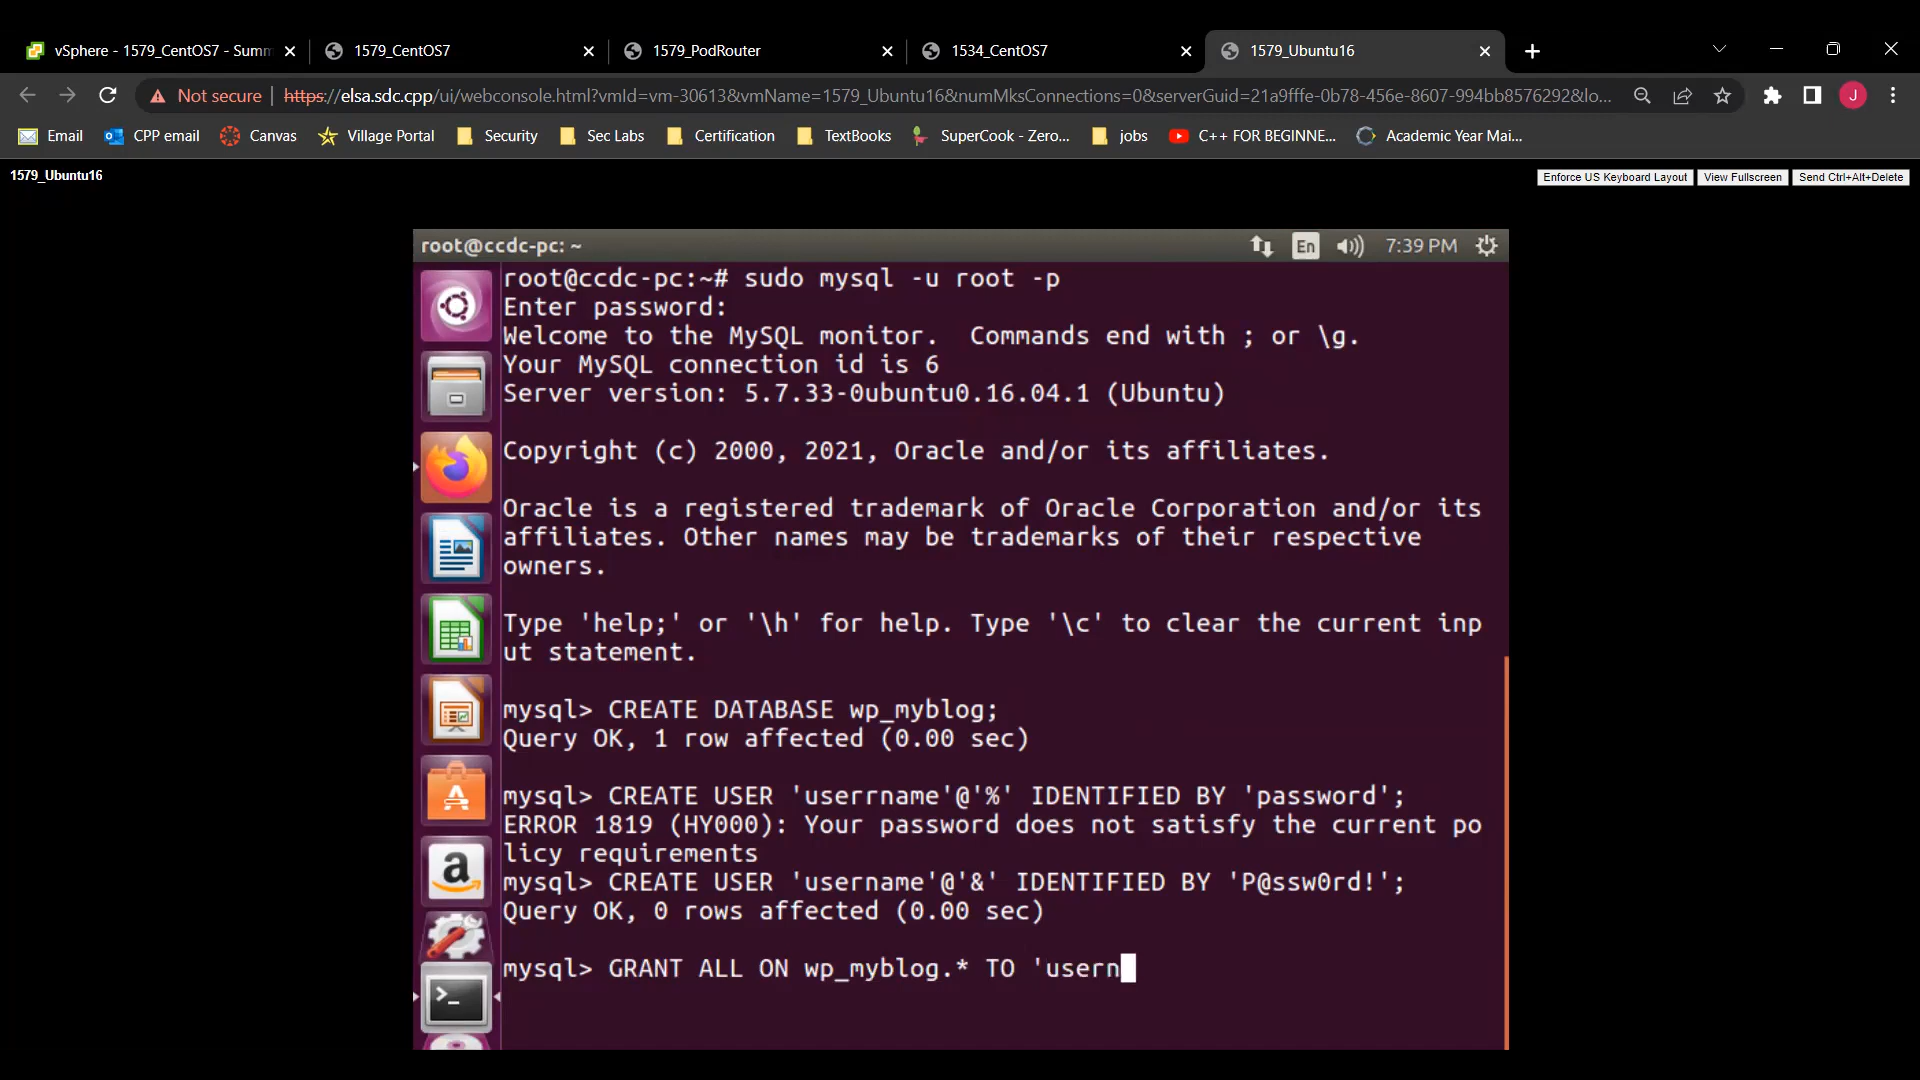 vSphere - 1579_CentOS7 - Summ
1579_CentOS7
1579_PodRouter
1534_CentOS7
1579_Ubuntu16
Not secure | https://elsa.sdc.cpp/ui/webconsole.html?vmId=vm-30613&vmName=1579_Ubuntu16&numMksConnections=0&serverGuid=21a9fffe-0b78-456e-8607-994bb8576292&lo...
J
Email
CPP email
Canvas
Village Portal
Security
Sec Labs
Certification
TextBooks
SuperCook - Zero...
jobs
C++ FOR BEGINNE...
Academic Year Mai...
1579_Ubuntu16
Enforce US Keyboard Layout
View Fullscreen
Send Ctrl+Alt+Delete
root@ccdc-pc: ~
En
7:39 PM
root@ccdc-pc:~# sudo mysql -u root -p
Enter password:
Welcome to the MySQL monitor.  Commands end with ; or \g.
Your MySQL connection id is 6
Server version: 5.7.33-0ubuntu0.16.04.1 (Ubuntu)
Copyright (c) 2000, 2021, Oracle and/or its affiliates.
Oracle is a registered trademark of Oracle Corporation and/or its
affiliates. Other names may be trademarks of their respective
owners.
Type 'help;' or '\h' for help. Type '\c' to clear the current inp
ut statement.
mysql> CREATE DATABASE wp_myblog;
Query OK, 1 row affected (0.00 sec)
mysql> CREATE USER 'userrname'@'%' IDENTIFIED BY 'password';
ERROR 1819 (HY000): Your password does not satisfy the current po
licy requirements
mysql> CREATE USER 'username'@'&' IDENTIFIED BY 'P@ssw0rd!';
Query OK, 0 rows affected (0.00 sec)
mysql> GRANT ALL ON wp_myblog.* TO 'usern